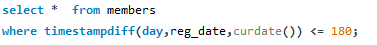 select *  from members
where timestampdiff(day,reg_date,curdate()) <= 180;